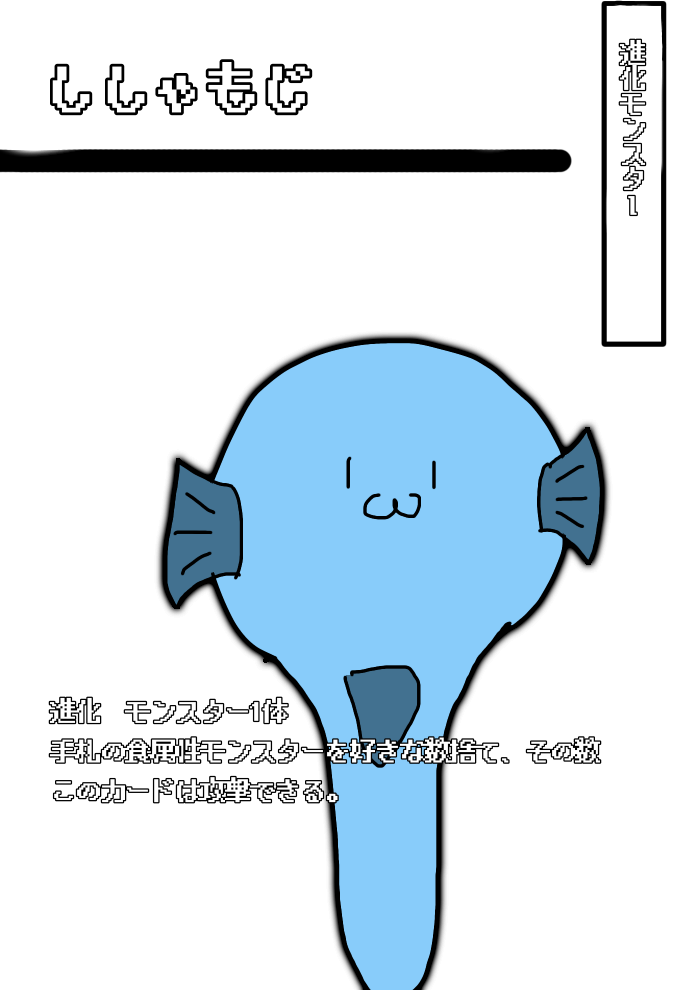 ししゃもじ
進化モンスター
進化　モンスター1体
手札の食属性モンスターを好きな数捨て、その数
このカードは攻撃できる。